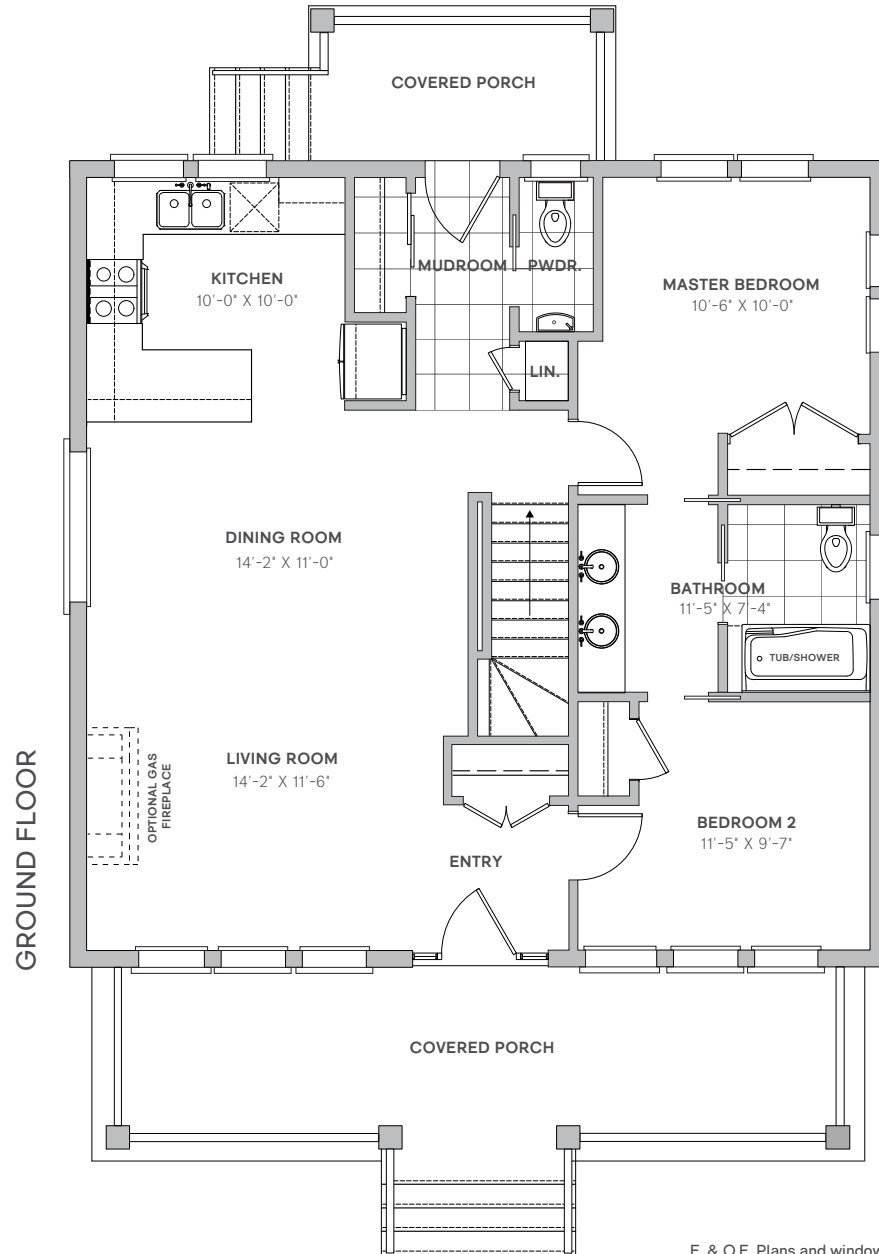 COVERED PORCH
KITCHEN
10'-0" X 10'-0"
MUDROOM
PWDR.
MASTER BEDROOM
10'-6" X 10'-0"
LIN.
DINING ROOM
14'-2" X 11'-0"
BATHROOM
11'-5" X 7'-4"
TUB/SHOWER
GROUND FLOOR
OPTIONAL GAS
FIREPLACE
LIVING ROOM
14'-2" X 11'-6"
ENTRY
BEDROOM 2
11'-5" X 9'-7"
COVERED PORCH
E. & O.E. Plans and window